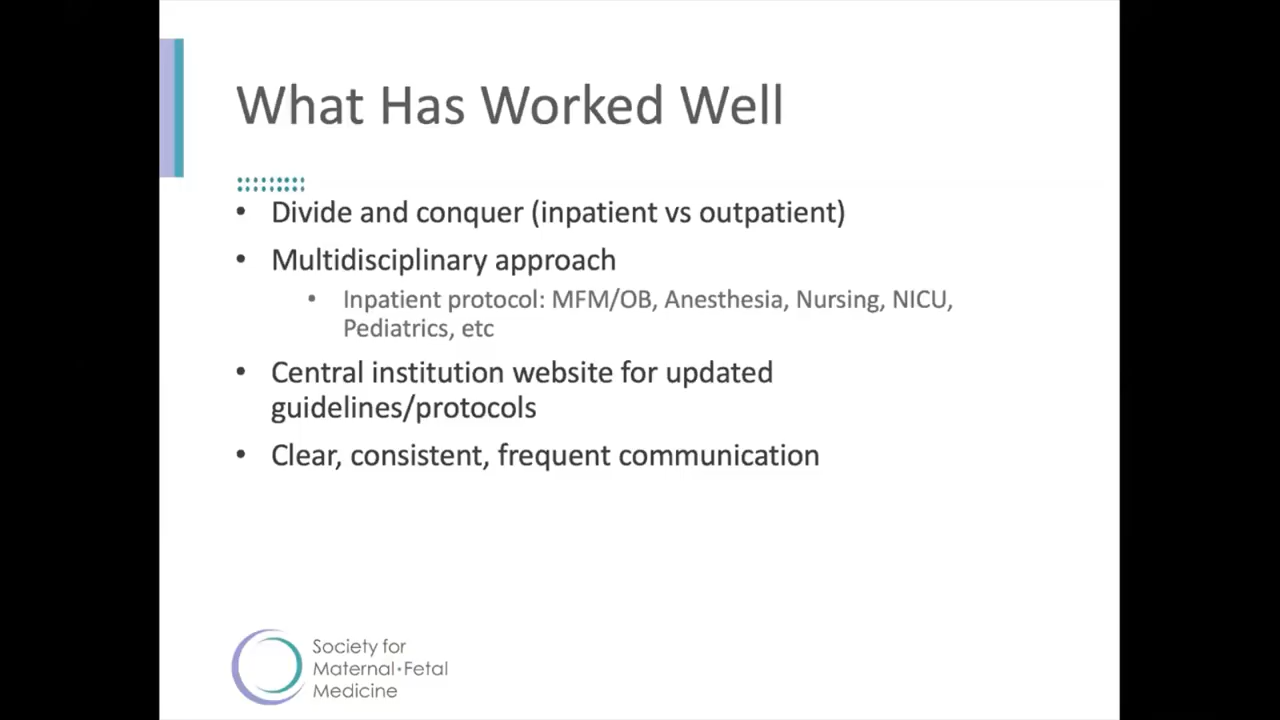 What Has Worked Well
• Divide and conquer (inpatient vs outpatient)
• Multidisciplinary approach
• Inpatient protocol: MFM/OB, Anesthesia, Nursing, NICU,
Pediatrics, etc
• Central institution website for updated
guidelines/protocols
• Clear, consistent, frequent communication
Society for
Maternal•Fetal
Medicine